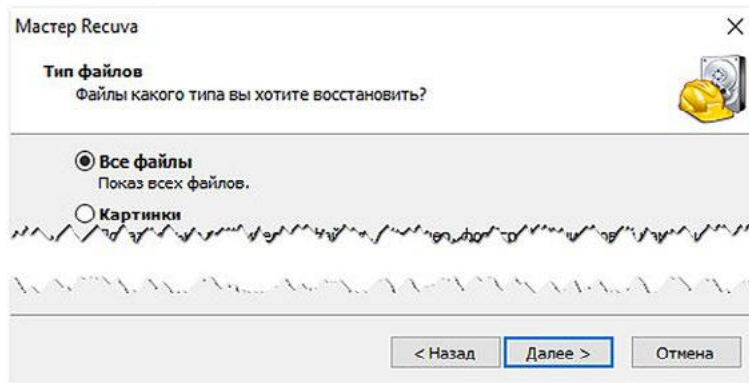 Мастер Recuva
Тип файлов
Файлы какого типа вы хотите восстановить?
Все файлы
Показ всех файлов.
Картинки
< Назад
Далее >
Отмена